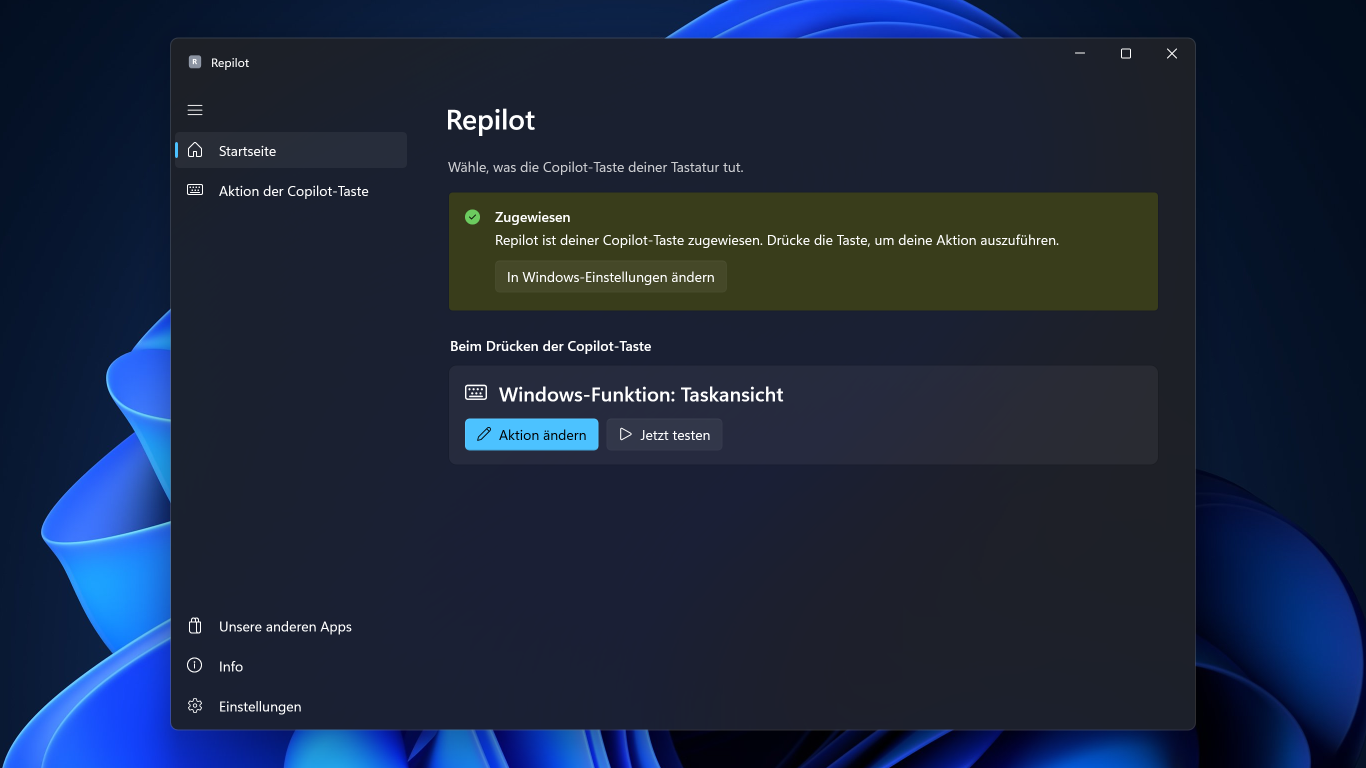 Repilot
Startseite
Aktion der Copilot-Taste
Unsere anderen Apps
Info
Einstellungen
Repilot
Wähle, was die Copilot-Taste deiner Tastatur tut.
Zugewiesen
Repilot ist deiner Copilot-Taste zugewiesen. Drücke die Taste, um deine Aktion auszuführen.
In Windows-Einstellungen ändern
Beim Drücken der Copilot-Taste
Windows-Funktion: Taskansicht
Aktion ändern
Jetzt testen